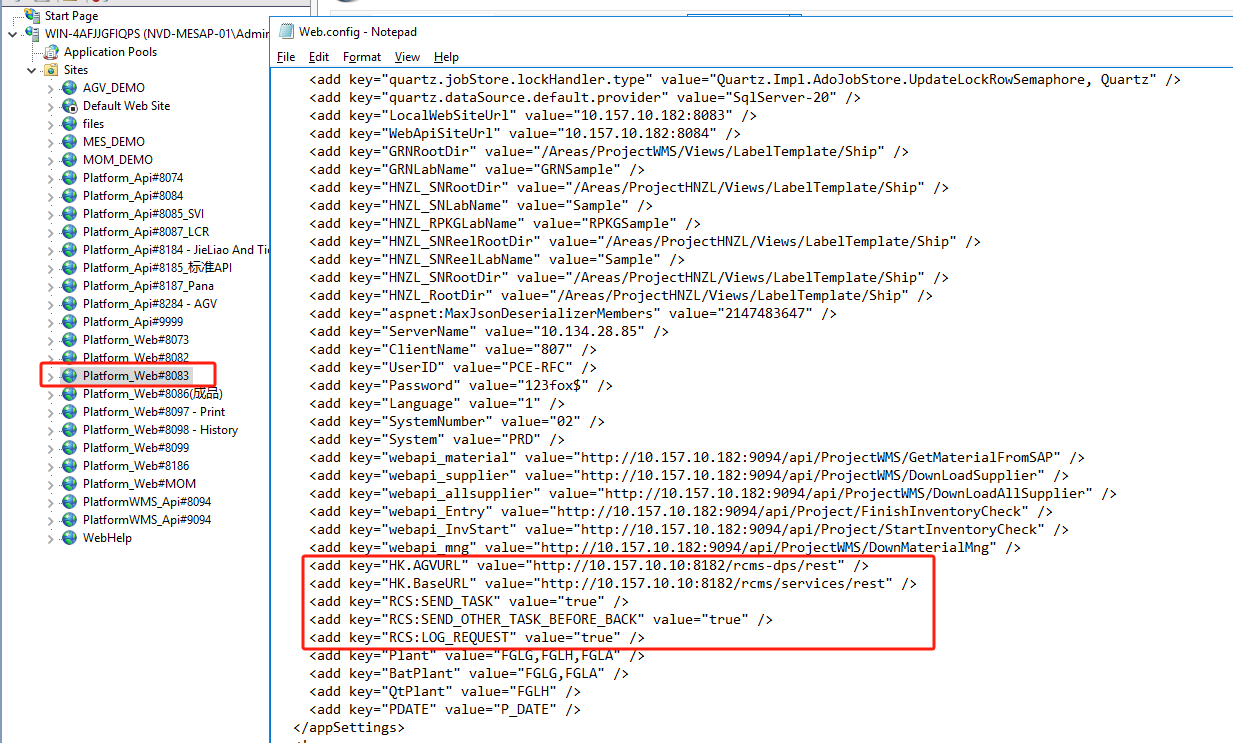 Start Page
WIN-4AFJJGFIQPS (NVD-MESAP-01\Admin
Application Pools
Sites
AGV_DEMO
Default Web Site
files
MES_DEMO
MOM_DEMO
Platform_Api#8074
Platform_Api#8084
Platform_Api#8085_SVI
Platform_Api#8087_LCR
Platform_Api#8184 - JieLiao And Tic
Platform_Api#8185_标准API
Platform_Api#8187_Pana
Platform_Api#8284 - AGV
Platform_Api#9999
Platform_Web#8073
Platform_Web#8082
Platform_Web#8083
Platform_Web#8086(成品)
Platform_Web#8097 - Print
Platform_Web#8098 - History
Platform_Web#8099
Platform_Web#8186
Platform_Web#MOM
PlatformWMS_Api#8094
PlatformWMS_Api#9094
WebHelp
Web.config - Notepad
File Edit Format View Help
<add key="quartz.jobStore.lockHandler.type" value="Quartz.Impl.AdoJobStore.UpdateLockRowSemaphore, Quartz" />
<add key="quartz.dataSource.default.provider" value="SqlServer-20" />
<add key="LocalWebSiteUrl" value="10.157.10.182:8083" />
<add key="WebApiSiteUrl" value="10.157.10.182:8084" />
<add key="GRNRootDir" value="/Areas/ProjectWMS/Views/LabelTemplate/Ship" />
<add key="GRNLabName" value="GRNSample" />
<add key="HNZL_SNRootDir" value="/Areas/ProjectHNZL/Views/LabelTemplate/Ship" />
<add key="HNZL_SNLabName" value="Sample" />
<add key="HNZL_RPKGLabName" value="RPKGSample" />
<add key="HNZL_SNReelRootDir" value="/Areas/ProjectHNZL/Views/LabelTemplate/Ship" />
<add key="HNZL_SNReelLabName" value="Sample" />
<add key="HNZL_SNRootDir" value="/Areas/ProjectHNZL/Views/LabelTemplate/Ship" />
<add key="HNZL_RootDir" value="/Areas/ProjectHNZL/Views/LabelTemplate/Ship" />
<add key="aspnet:MaxJsonDeserializerMembers" value="2147483647" />
<add key="ServerName" value="10.134.28.85" />
<add key="ClientName" value="807" />
<add key="UserID" value="PCE-RFC" />
<add key="Password" value="123fox$" />
<add key="Language" value="1" />
<add key="SystemNumber" value="02" />
<add key="System" value="PRD" />
<add key="webapi_material" value="http://10.157.10.182:9094/api/ProjectWMS/GetMaterialFromSAP" />
<add key="webapi_supplier" value="http://10.157.10.182:9094/api/ProjectWMS/DownLoadSupplier" />
<add key="webapi_allsupplier" value="http://10.157.10.182:9094/api/ProjectWMS/DownLoadAllSupplier" />
<add key="webapi_Entry" value="http://10.157.10.182:9094/api/Project/FinishInventoryCheck" />
<add key="webapi_InvStart" value="http://10.157.10.182:9094/api/Project/StartInventoryCheck" />
<add key="webapi_mng" value="http://10.157.10.182:9094/api/ProjectWMS/DownMaterialMng" />
<add key="HK.AGVURL" value="http://10.157.10.10:8182/rcms-dps/rest" />
<add key="HK.BaseURL" value="http://10.157.10.10:8182/rcms/services/rest" />
<add key="RCS:SEND_TASK" value="true" />
<add key="RCS:SEND_OTHER_TASK_BEFORE_BACK" value="true" />
<add key="RCS:LOG_REQUEST" value="true" />
<add key="Plant" value="FGLG,FGLH,FGLA" />
<add key="BatPlant" value="FGLG,FGLA" />
<add key="QtPlant" value="FGLH" />
<add key="PDATE" value="P_DATE" />
</appSettings>